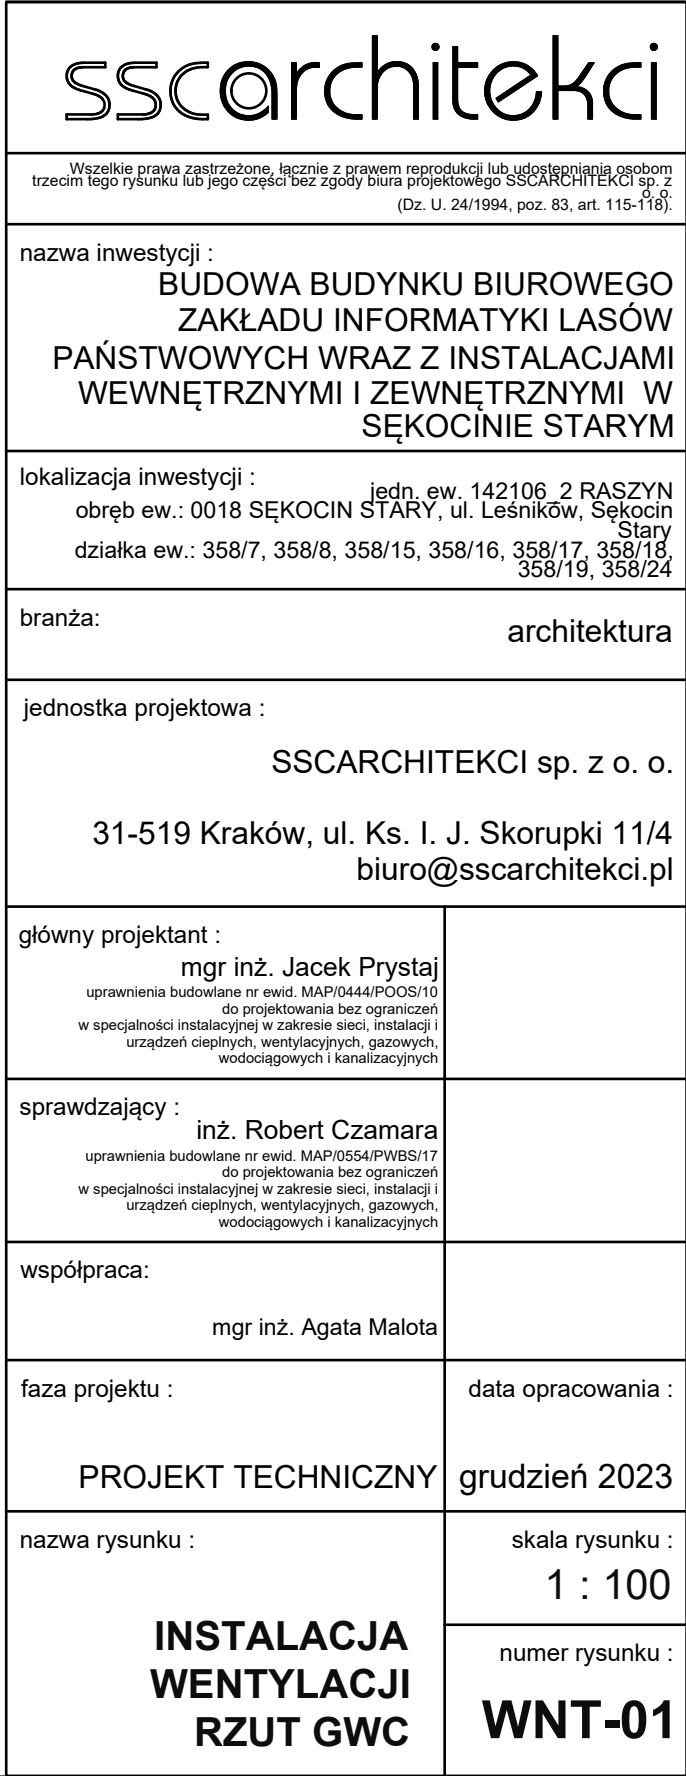 sscarchitekci
Wszelkie prawa zastrzeżone, łącznie z prawem reprodukcji lub udostępniania osobom
trzecim tego rysunku lub jego części bez zgody biura projektowego SSCARCHITEKCI sp. z
o. o.
(Dz. U. 24/1994, poz. 83, art. 115-118).
nazwa inwestycji :
BUDOWA BUDYNKU BIUROWEGO
ZAKŁADU INFORMATYKI LASÓW
PAŃSTWOWYCH WRAZ Z INSTALACJAMI
WEWNĘTRZNYMI I ZEWNĘTRZNYMI W
SĘKOCINIE STARYM
lokalizacja inwestycji :
jedn. ew. 142106_2 RASZYN
obręb ew.: 0018 SĘKOCIN STARY, ul. Leśników, Sękocin
Stary
działka ew.: 358/7, 358/8, 358/15, 358/16, 358/17, 358/18,
358/19, 358/24
branża:
architektura
jednostka projektowa :
SSCARCHITEKCI sp. z o. o.
31-519 Kraków, ul. Ks. I. J. Skorupki 11/4
biuro@sscarchitekci.pl
główny projektant :
mgr inż. Jacek Prystaj
uprawnienia budowlane nr ewid. MAP/0444/POOS/10
do projektowania bez ograniczeń
w specjalności instalacyjnej w zakresie sieci, instalacji i
urządzeń cieplnych, wentylacyjnych, gazowych,
wodociągowych i kanalizacyjnych
sprawdzający :
inż. Robert Czamara
uprawnienia budowlane nr ewid. MAP/0554/PWBS/17
do projektowania bez ograniczeń
w specjalności instalacyjnej w zakresie sieci, instalacji i
urządzeń cieplnych, wentylacyjnych, gazowych,
wodociągowych i kanalizacyjnych
współpraca:
mgr inż. Agata Malota
faza projektu :
PROJEKT TECHNICZNY
data opracowania :
grudzień 2023
nazwa rysunku :
INSTALACJA
WENTYLACJI
RZUT GWC
skala rysunku :
1 : 100
numer rysunku :
WNT-01